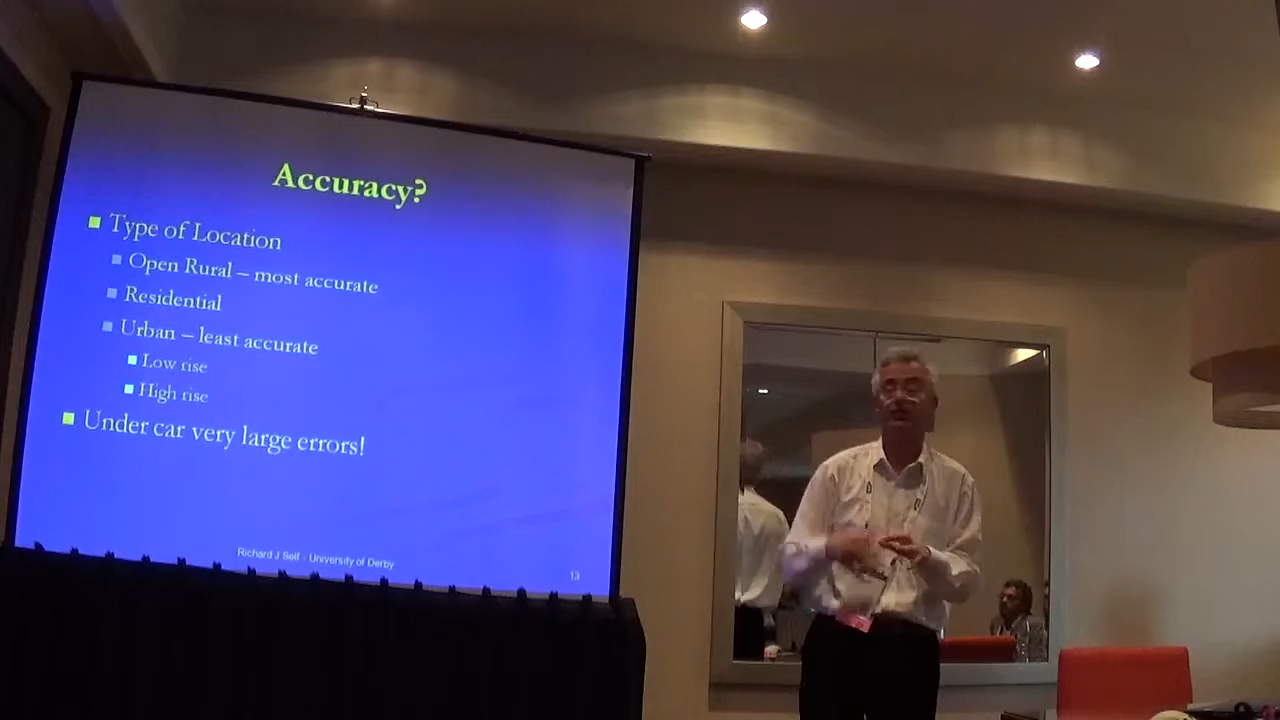 Accuracy?
Type of Location
Open Rural – most accurate
Residential
Urban – least accurate
Low rise
High rise
Under car very large errors!
Richard J Self - University of Derby
13